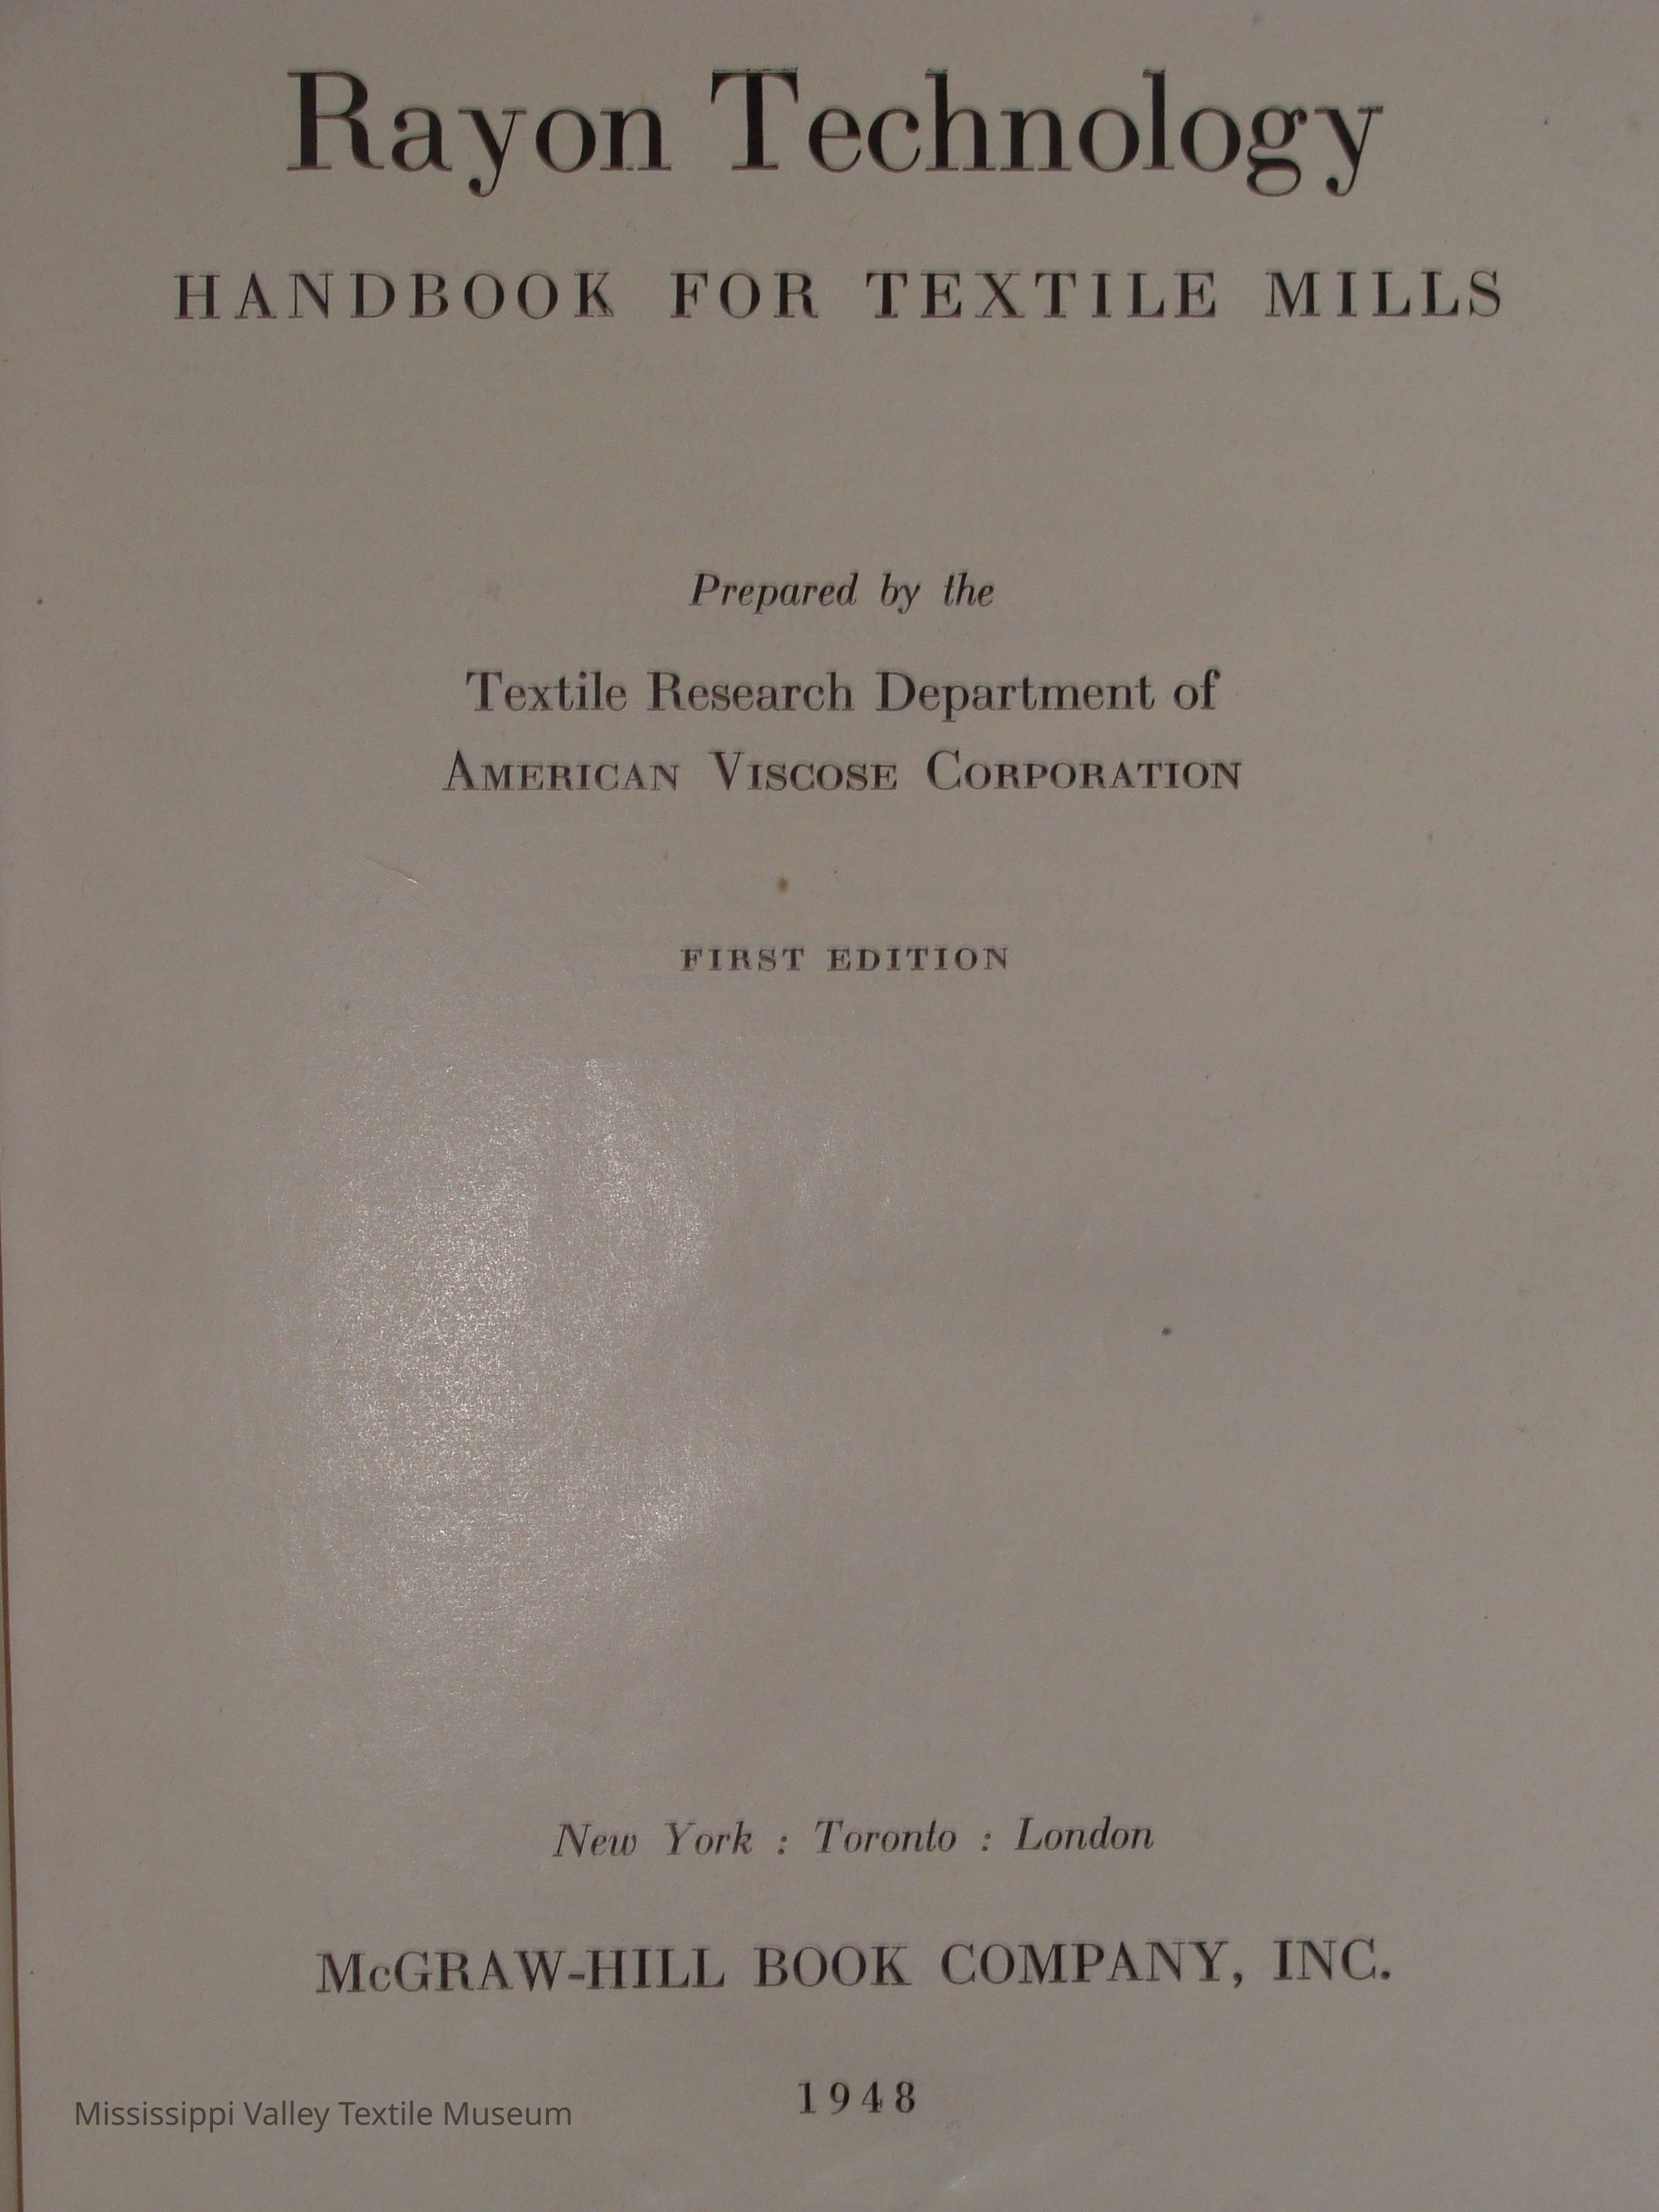 Rayon Technology
HANDBOOK FOR TEXTILE MILLS
Prepared by the
Textile Research Department of
AMERICAN VISCOSE CORPORATION
FIRST EDITION
New York : Toronto : London
McGRAW-HILL BOOK COMPANY, INC.
1948
Mississippi Valley Textile Museum